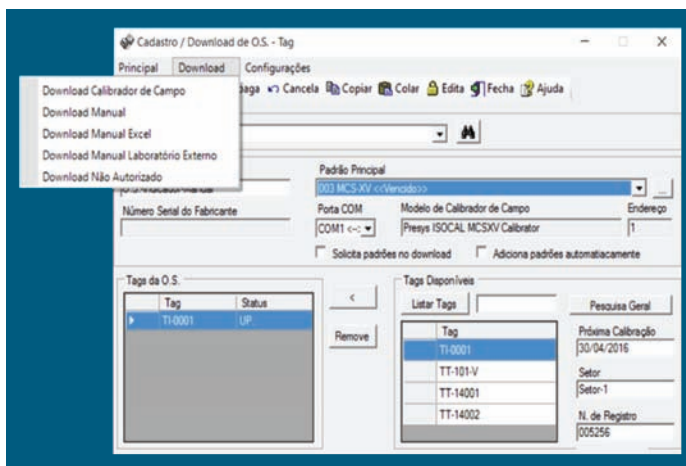 Cadastro / Download de O.S. - Tag
Principal Download Configurações
Cancela Copiar Colar Edita Fecha Ajuda
Download Calibrador de Campo
Download Manual
Download Manual Excel
Download Manual Laboratório Externo
Download Não Autorizado
Padrão Principal
003 MCS-XV <<Vencido>>
Número Serial do Fabricante
Porta COM Modelo de Calibrador de Campo Endereço
COM1 <-: Presys ISOCAL MCSXV Calibrator 1
Solicita padrões no download Adiciona padrões automatiacamente
Tags da O.S. Tags Disponíveis
< Listar Tags Pesquisa Geral
Tag Status
TI-0001 UP
Remove
Tag
TI-0001
TT-101-V
TT-14001
TT-14002
Próxima Calibração
30/04/2016
Setor
Setor-1
N. de Registro
005256